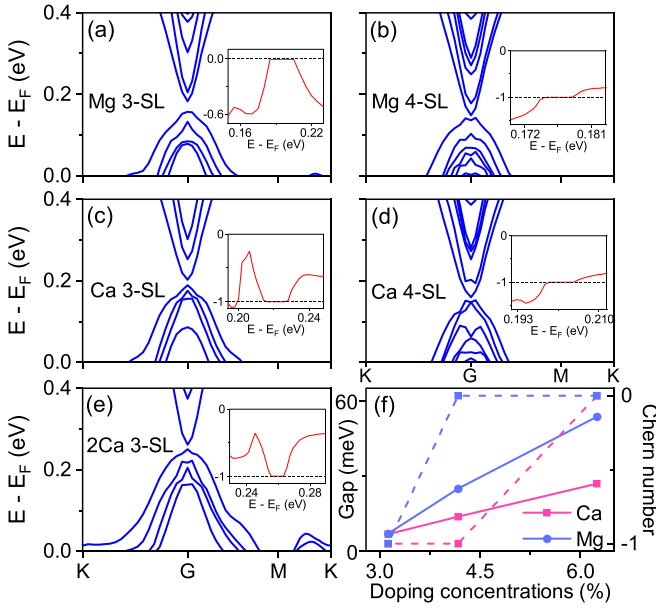 (a)
Mg 3-SL
E - E_F (eV)
0.4
0.2
0.0
0.0
-0.6
0.16
0.22
E - E_F (eV)
(b)
Mg 4-SL
0
-1
0.172
0.181
E - E_F (eV)
(c)
Ca 3-SL
E - E_F (eV)
0.4
0.2
0.0
0
-1
0.20
0.24
E - E_F (eV)
(d)
Ca 4-SL
0
-1
0.193
0.210
E - E_F (eV)
K
G
M
K
(e)
2Ca 3-SL
E - E_F (eV)
0.4
0.2
0.0
0
-1
0.24
0.28
E - E_F (eV)
K
G
M
K
(f)
Gap (meV)
60
0
Chern number
0
-1
Ca
Mg
3.0
4.5
6.0
Doping concentrations (%)